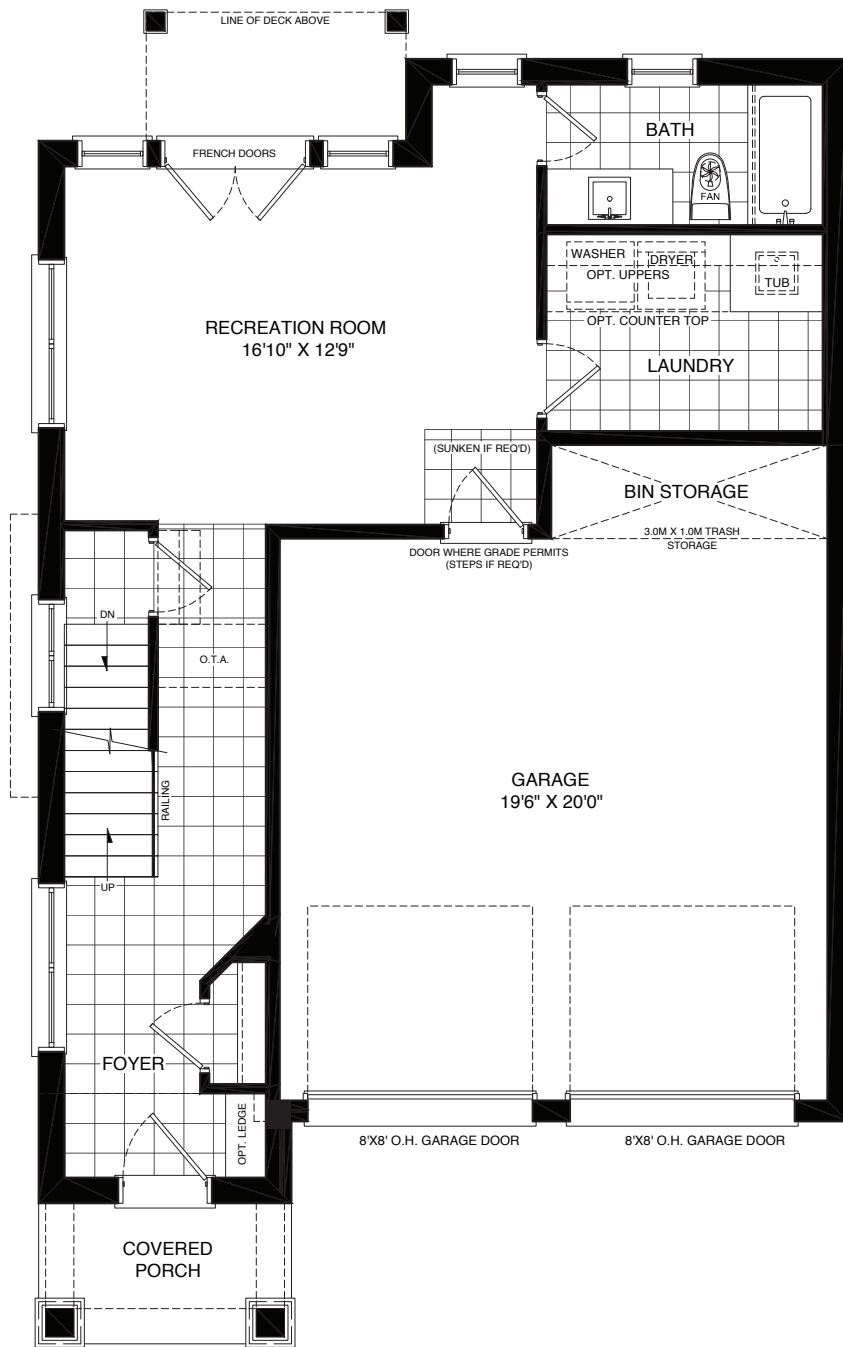 LINE OF DECK ABOVE
FRENCH DOORS
BATH
FAN
WASHER
DRYER
OPT. UPPERS
TUB
OPT. COUNTER TOP
RECREATION ROOM
16'10" X 12'9"
LAUNDRY
(SUNKEN IF REQ'D)
BIN STORAGE
3.0M X 1.0M TRASH
STORAGE
DOOR WHERE GRADE PERMITS
(STEPS IF REQ'D)
DN
O.T.A.
RAILING
UP
GARAGE
19'6" X 20'0"
FOYER
OPT. LEDGE
8'X8' O.H. GARAGE DOOR
8'X8' O.H. GARAGE DOOR
COVERED
PORCH